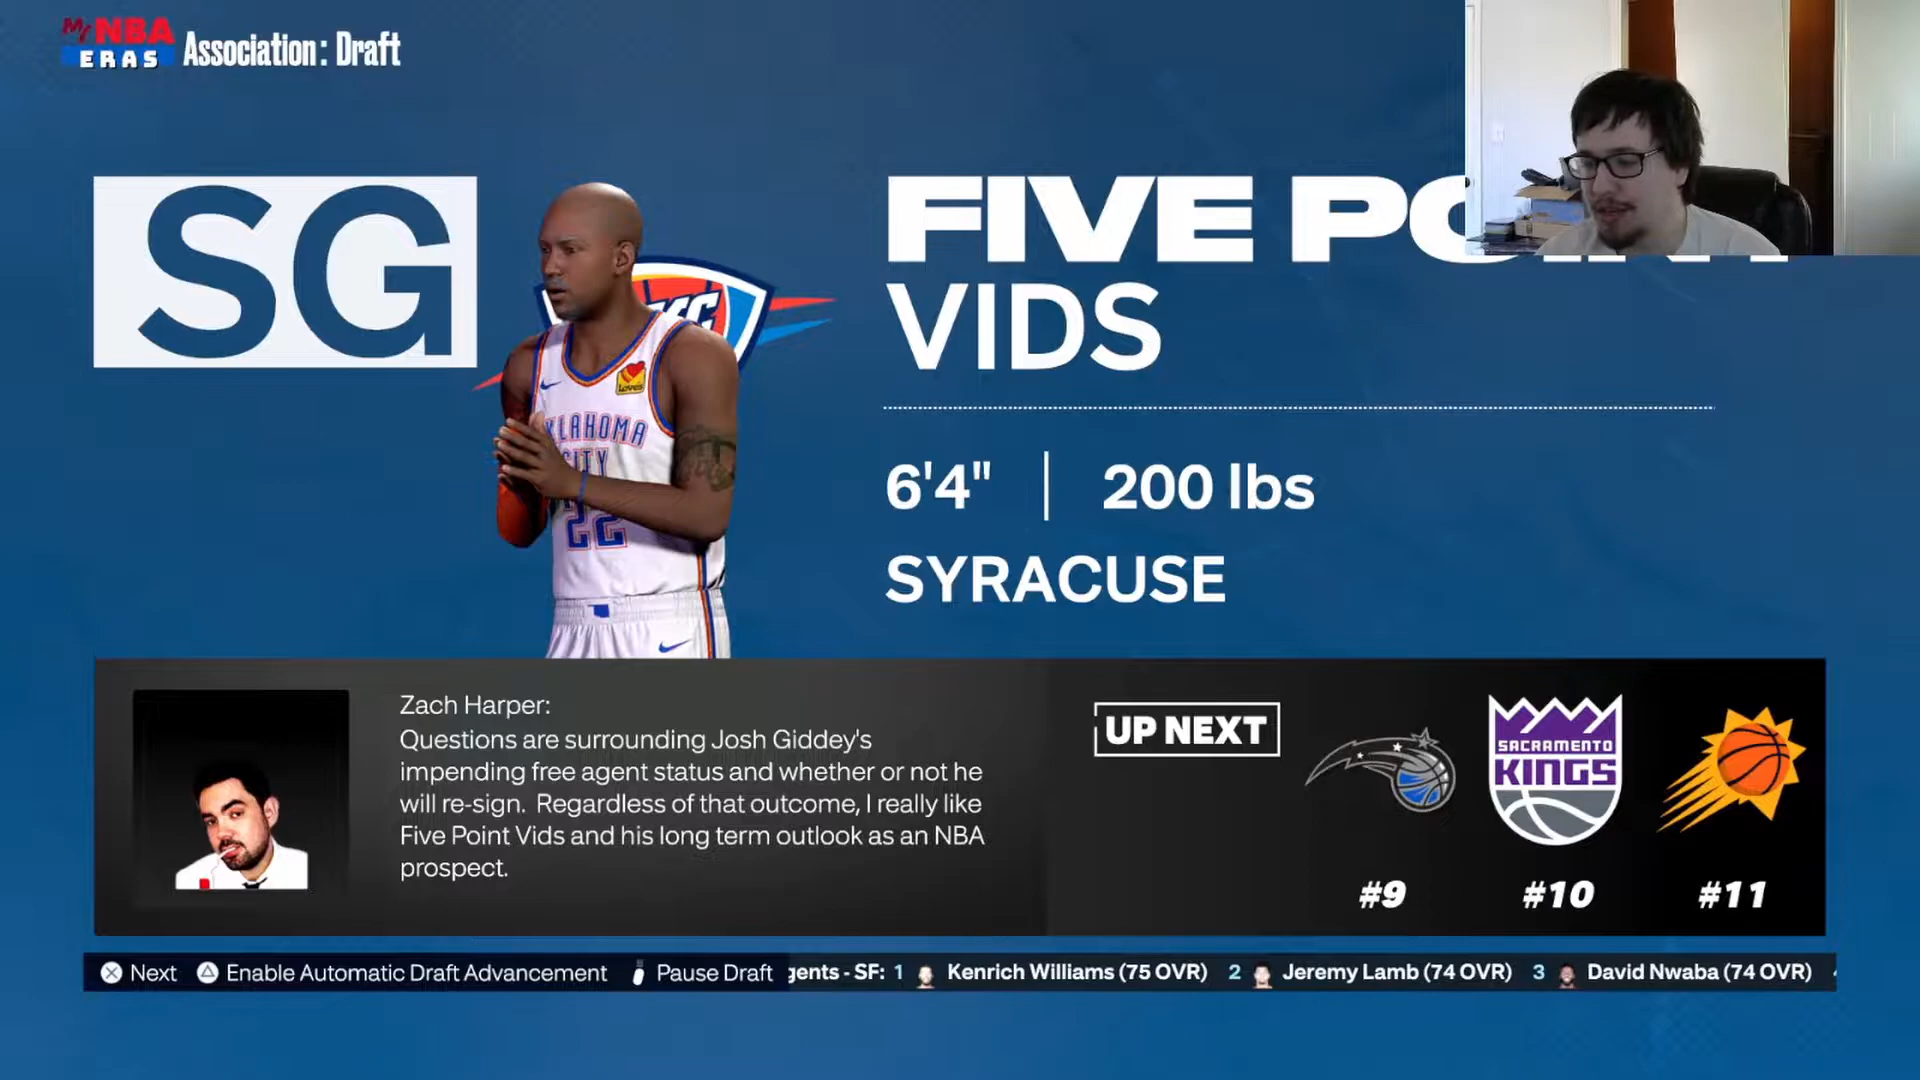 My NBA
ERAS
Association: Draft
SG
FIVE
VIDS
6'4" | 200 lbs
SYRACUSE
Love's
OKLAHOMA
CITY
22
Zach Harper:
Questions are surrounding Josh Giddey's
impending free agent status and whether or not he
will re-sign. Regardless of that outcome, I really like
Five Point Vids and his long term outlook as an NBA
prospect.
UP NEXT
SACRAMENTO
KINGS
#9
#10
#11
Next
Enable Automatic Draft Advancement
Pause Draft
gents - SF: 1 Kenrich Williams (75 OVR) 2 Jeremy Lamb (74 OVR) 3 David Nwaba (74 OVR)